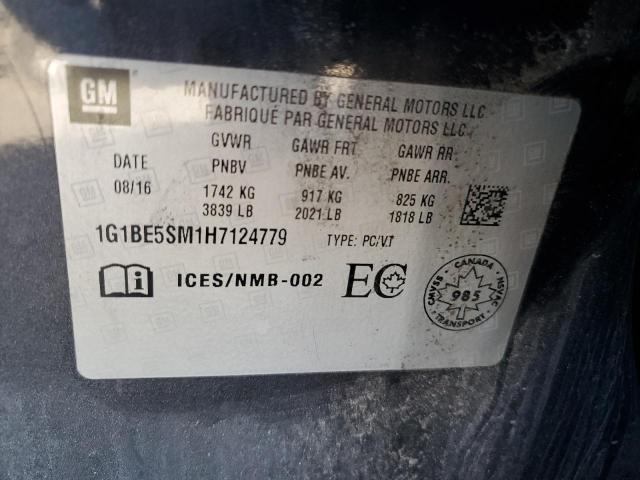 GM
MANUFACTURED BY GENERAL MOTORS LLC
FABRIQUÉ PAR GENERAL MOTORS LLC
GVWR GAWR FRT GAWR RR
DATE PNBV PNBE AV. PNBE ARR.
08/16 1742 KG 917 KG 825 KG
3839 LB 2021 LB 1818 LB
1G1BE5SM1H7124779 TYPE: PC/VT
ICES/NMB-002 EC
CANADA
CMVSS 985 NSVAC
TRANSPORT